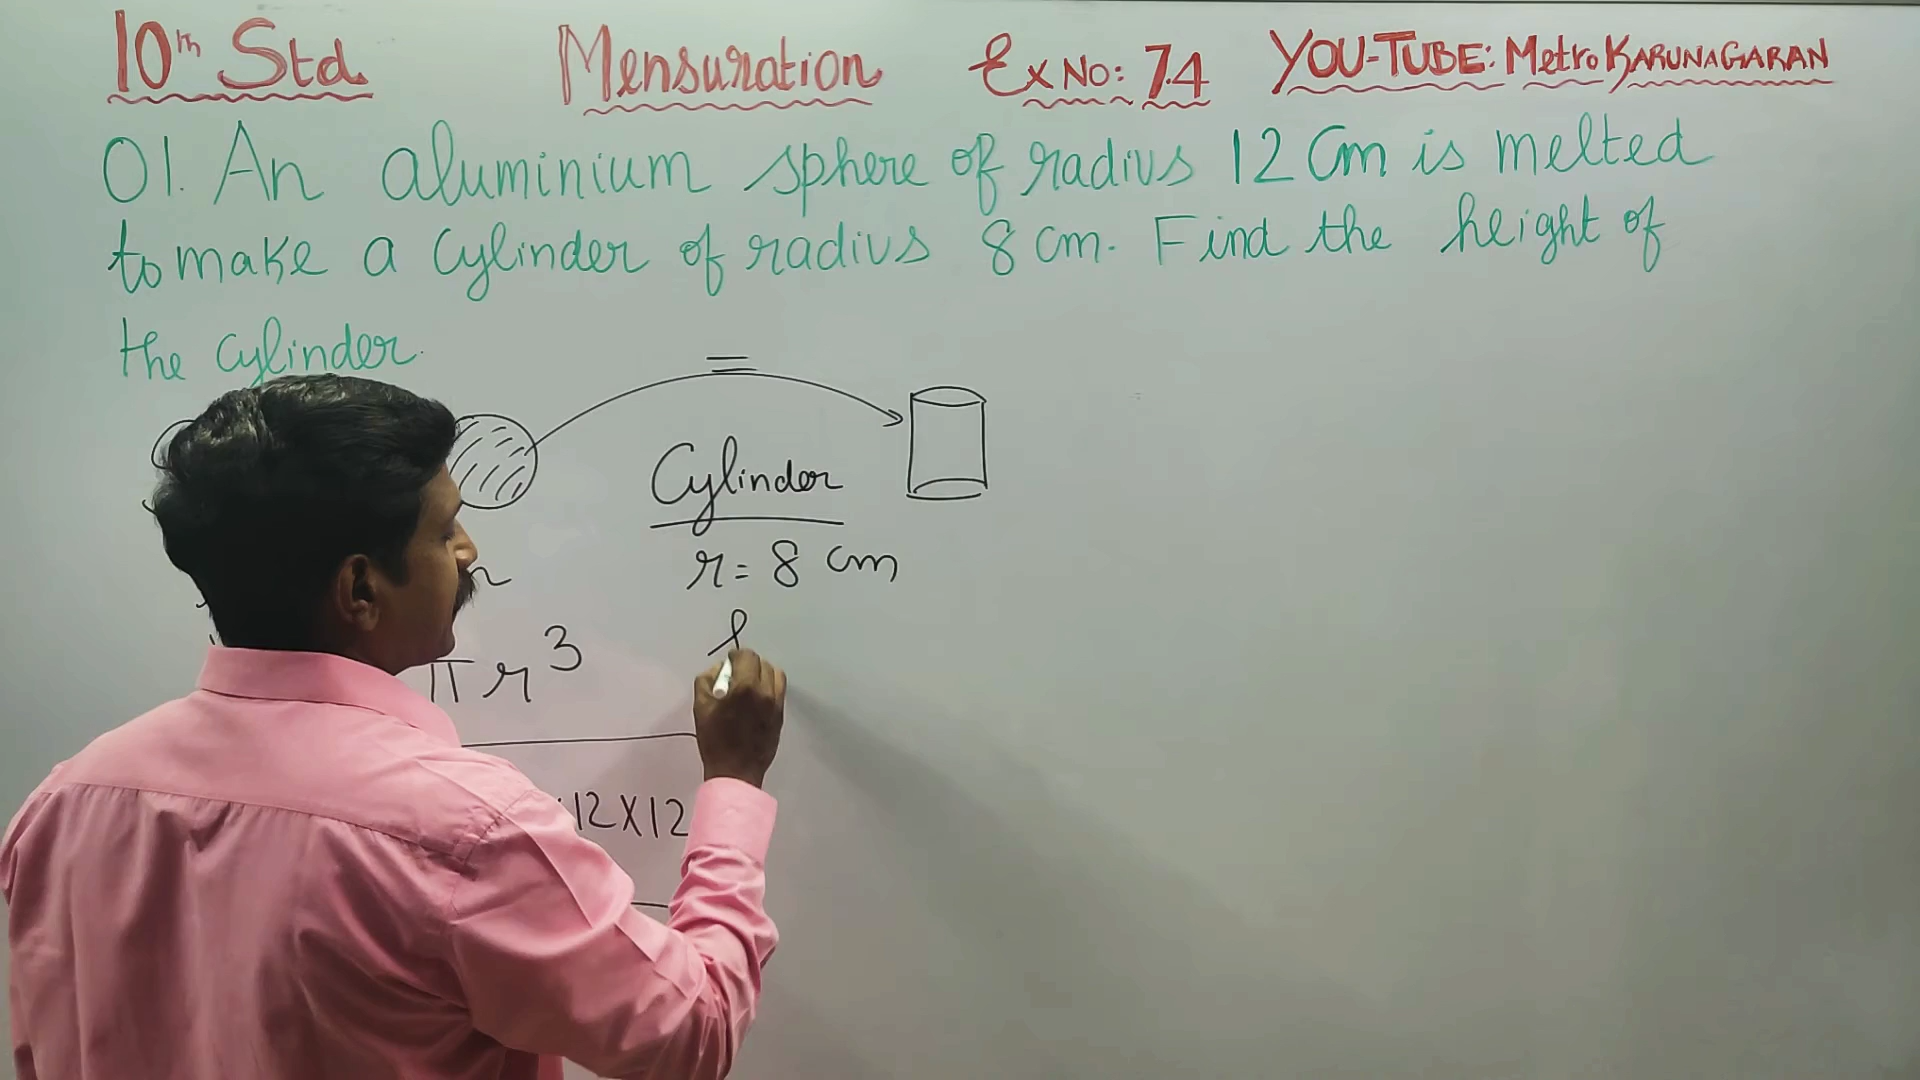 10th Std Mensuration Ex No: 7.4 YOU-TUBE: Metro KARUNAGARAN
01. An aluminium sphere of radius 12 cm is melted
to make a cylinder of radius 8 cm. Find the height of
the cylinder.
=
Cylinder
r = 8 cm
π r³
12 X 12